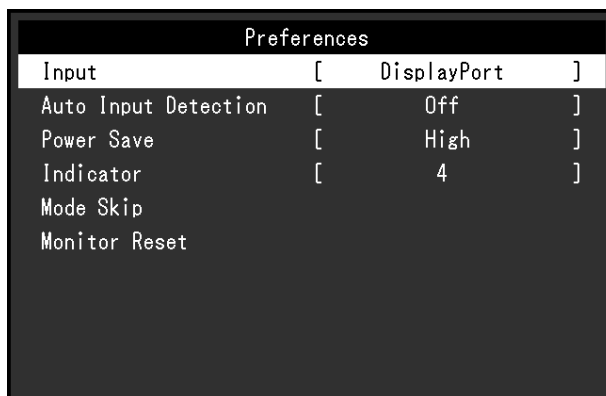 Preferences
Input [ DisplayPort ]
Auto Input Detection [ Off ]
Power Save [ High ]
Indicator [ 4 ]
Mode Skip
Monitor Reset